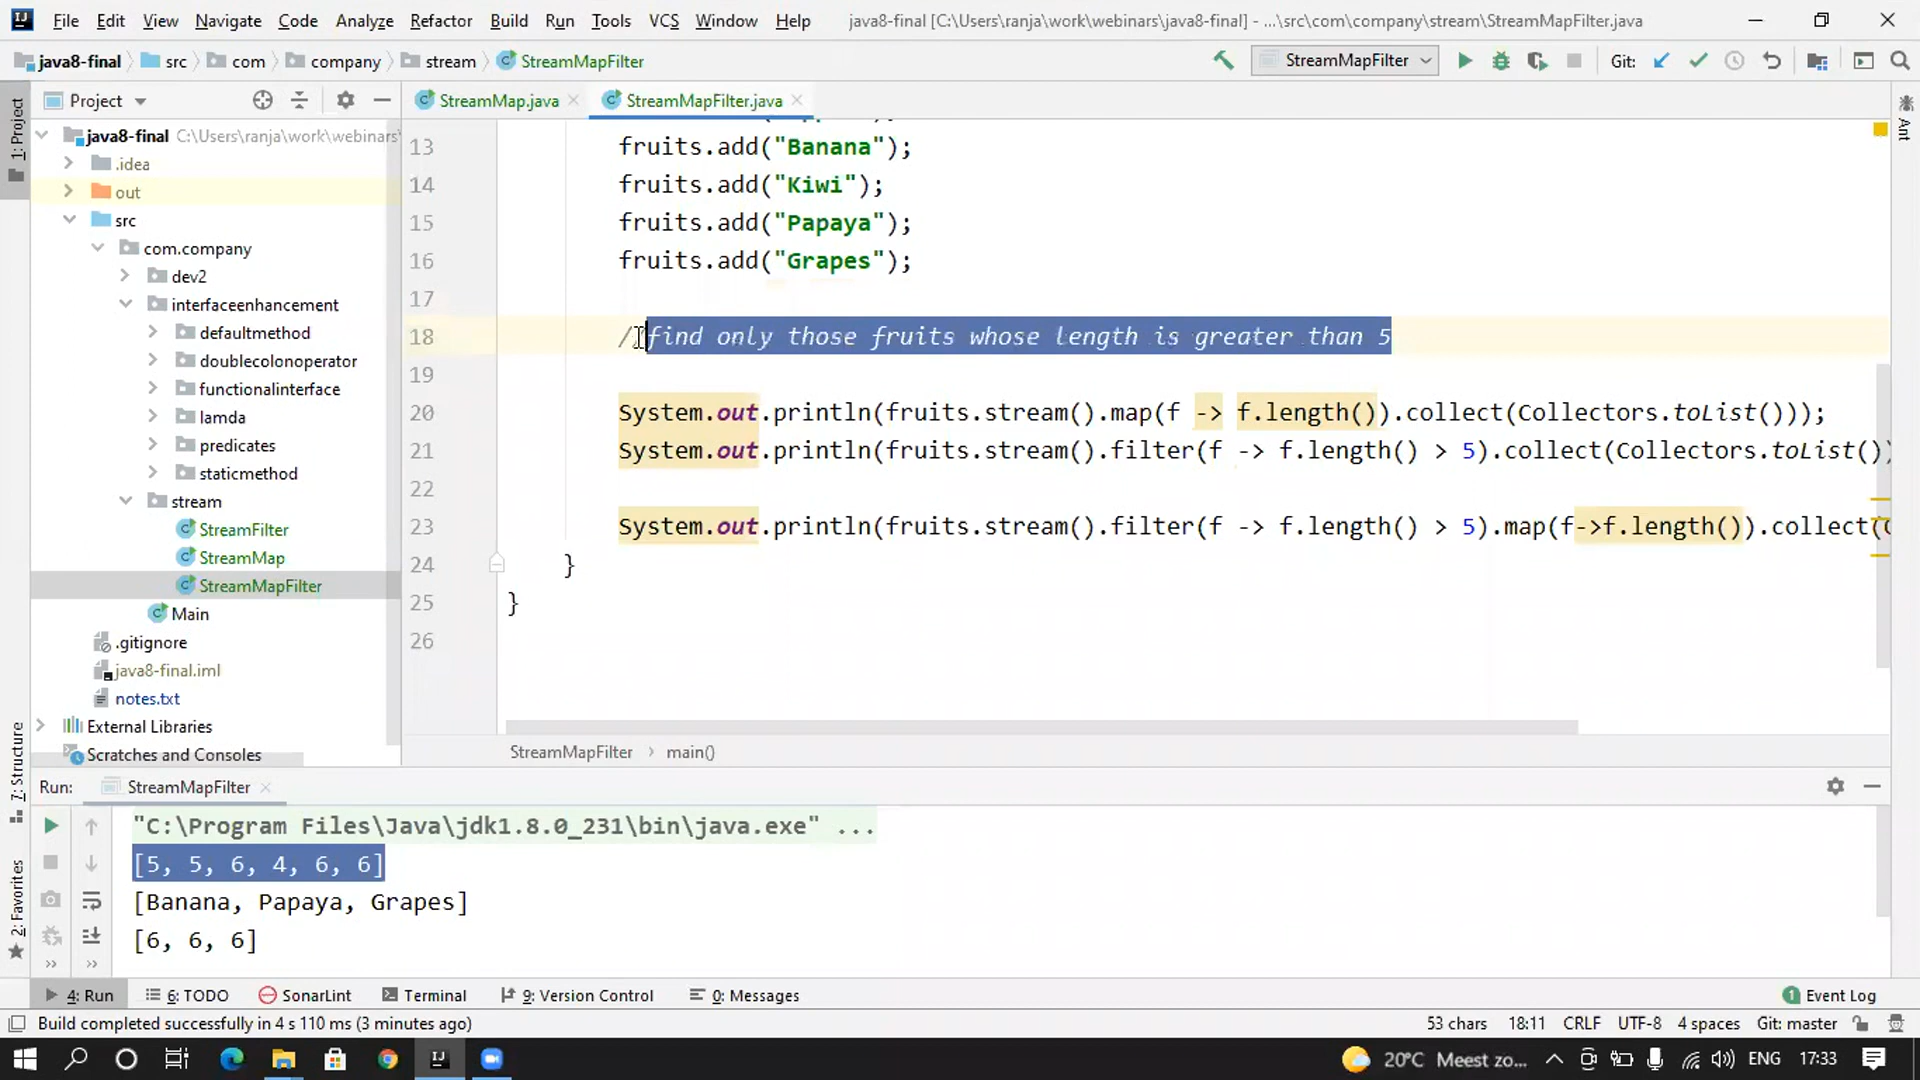 File Edit View Navigate Code Analyze Refactor Build Run Tools VCS Window Help java8-final [C:\Users\ranja\work\webinars\java8-final] - ...\src\com\company\stream\StreamMapFilter.java
java8-final src com company stream StreamMapFilter StreamMapFilter Git:
Project StreamMap.java StreamMapFilter.java
1: Project
Ant
java8-final C:\Users\ranja\work\webinars\
.idea
out
src
com.company
dev2
interfaceenhancement
defaultmethod
doublecolonoperator
functionalinterface
lamda
predicates
staticmethod
stream
StreamFilter
StreamMap
StreamMapFilter
Main
.gitignore
java8-final.iml
notes.txt
External Libraries
Scratches and Consoles
7: Structure
2: Favorites
13 fruits.add("Banana");
14 fruits.add("Kiwi");
15 fruits.add("Papaya");
16 fruits.add("Grapes");
17
18 //find only those fruits whose length is greater than 5
19
20 System.out.println(fruits.stream().map(f -> f.length()).collect(Collectors.toList()));
21 System.out.println(fruits.stream().filter(f -> f.length() > 5).collect(Collectors.toList())
22
23 System.out.println(fruits.stream().filter(f -> f.length() > 5).map(f->f.length()).collect(
24 }
25 }
26
StreamMapFilter main()
Run: StreamMapFilter
"C:\Program Files\Java\jdk1.8.0_231\bin\java.exe" ...
[5, 5, 6, 4, 6, 6]
[Banana, Papaya, Grapes]
[6, 6, 6]
4: Run 6: TODO SonarLint Terminal 9: Version Control 0: Messages 1 Event Log
Build completed successfully in 4 s 110 ms (3 minutes ago) 53 chars 18:11 CRLF UTF-8 4 spaces Git: master
20°C Meest zo... ENG 17:33